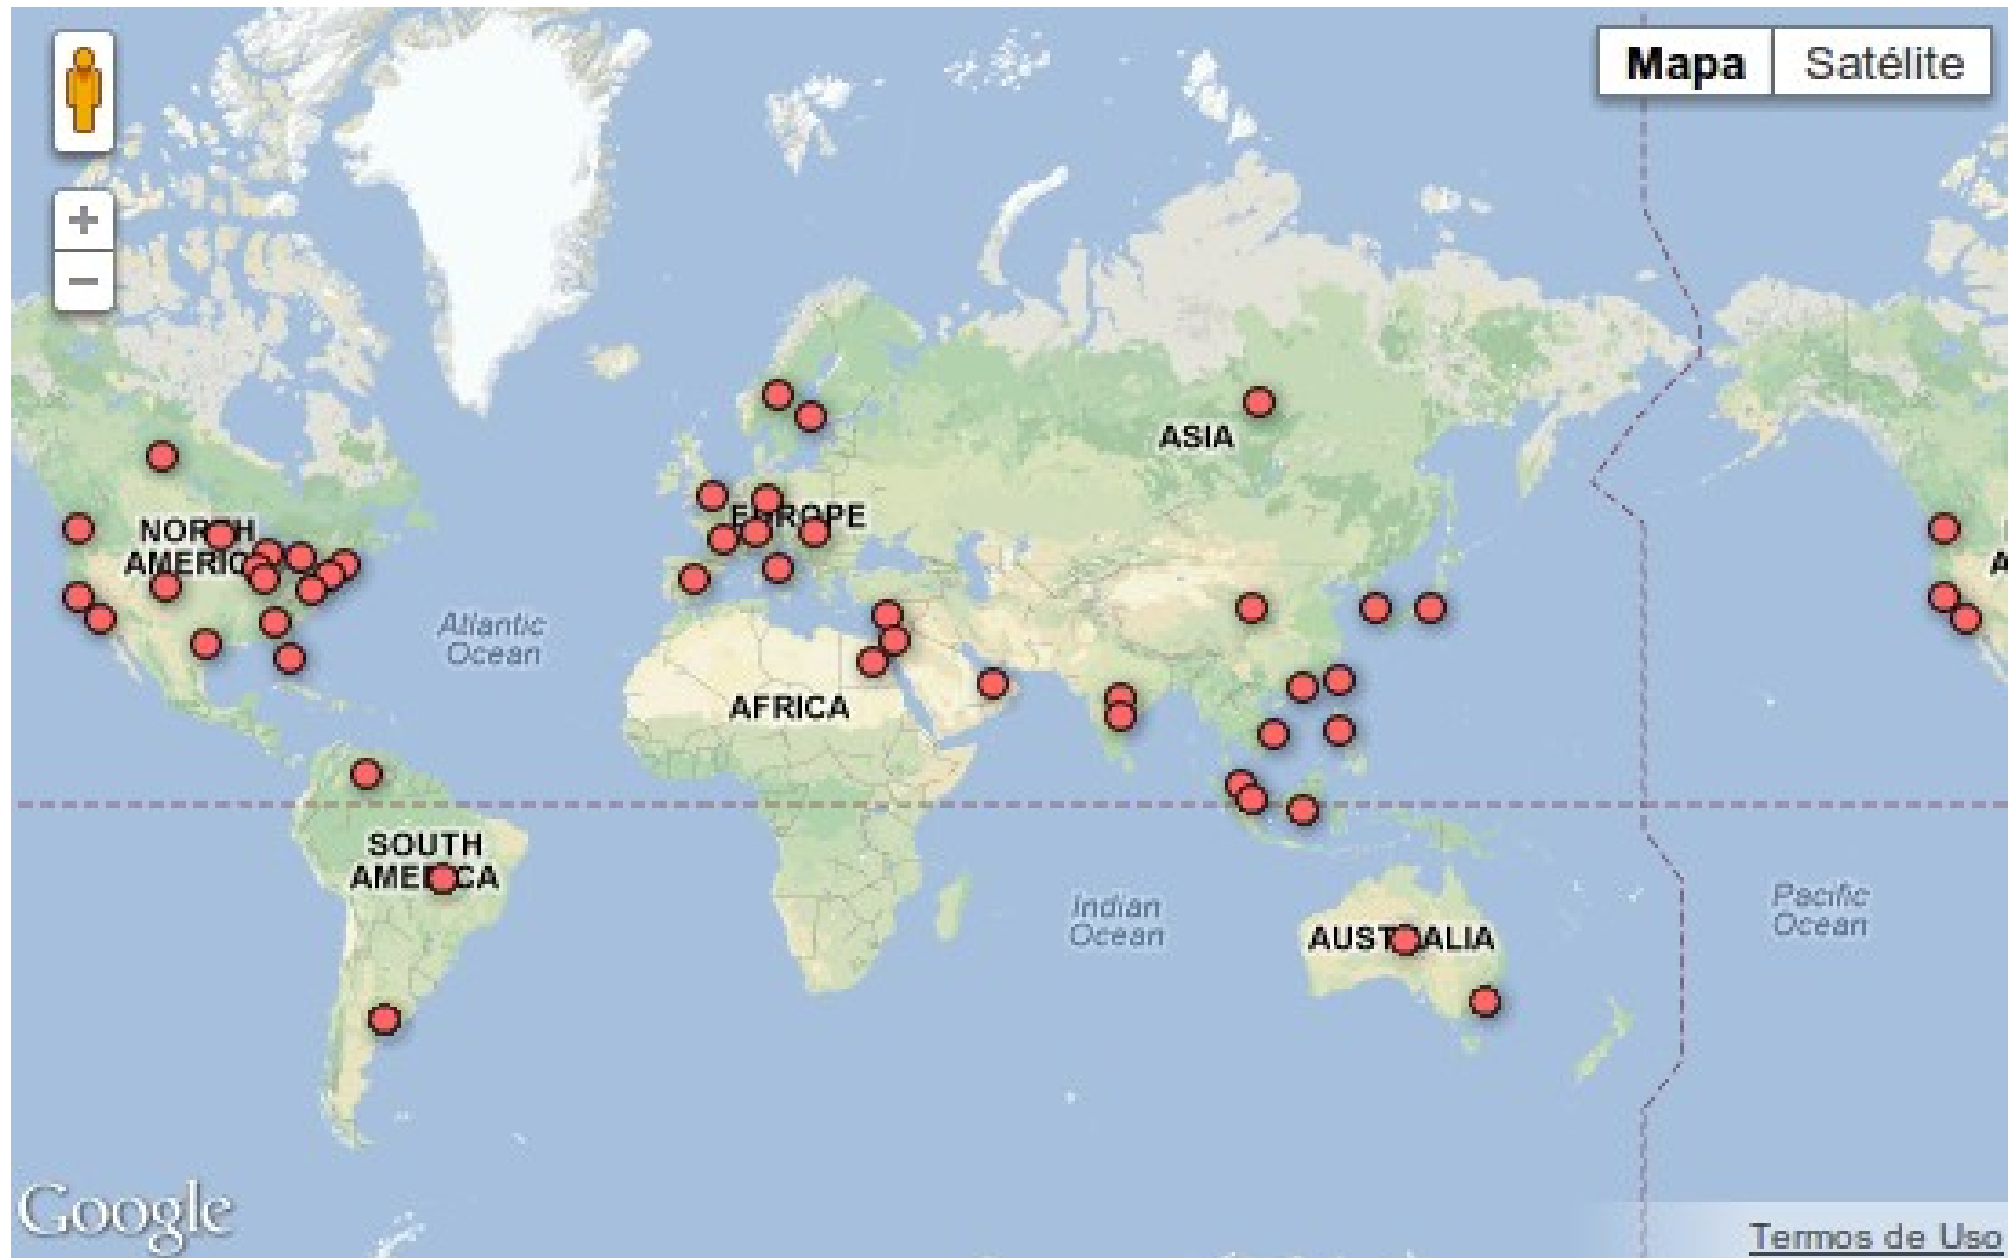 Mapa
Satélite
+
−
ASIA
NORTH
AMERIC
EUROPE
Atlantic
Ocean
AFRICA
A
SOUTH
AMERICA
Indian
Ocean
Pacific
Ocean
AUSTRALIA
Google
Termos de Uso